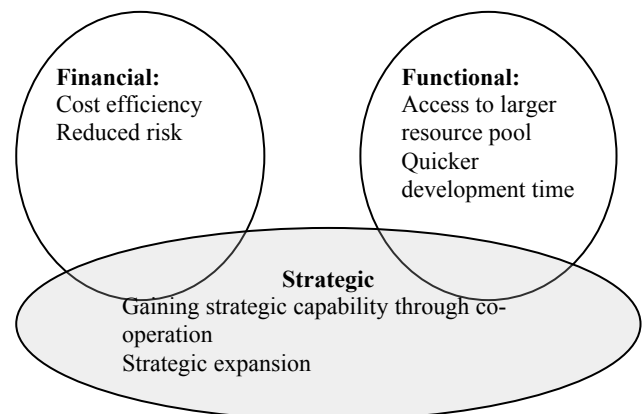 Financial:
Cost efficiency
Reduced risk
Functional:
Access to larger
resource pool
Quicker
development time
Strategic
Gaining strategic capability through co-
operation
Strategic expansion